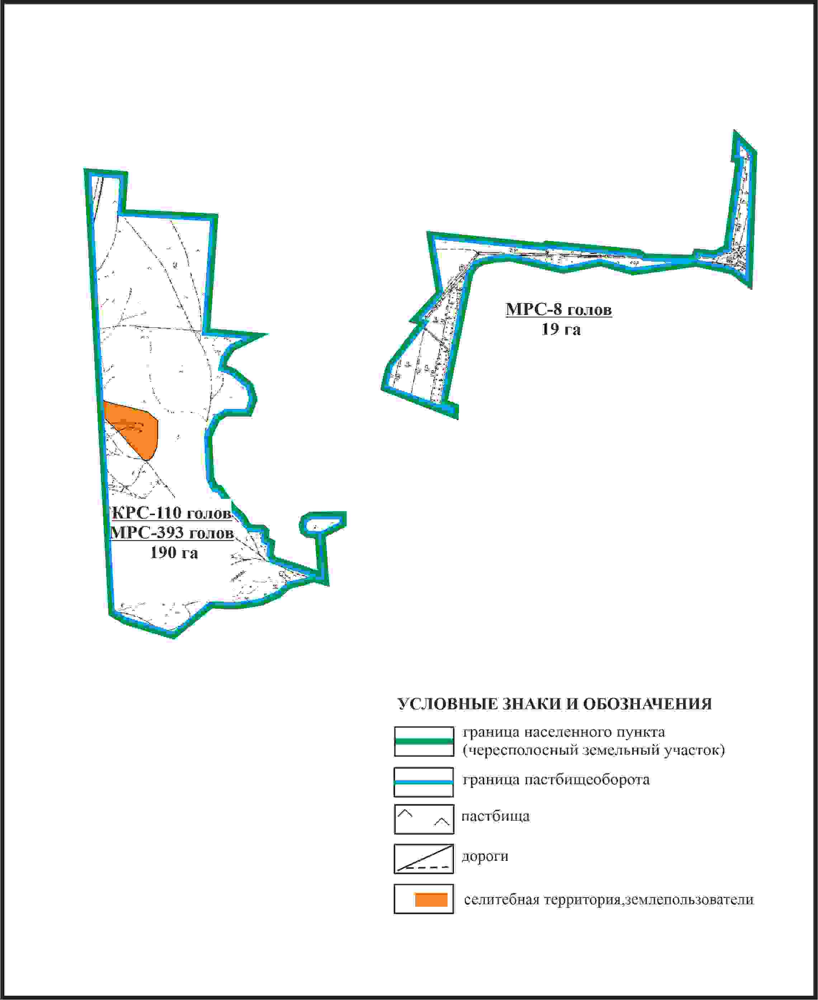 МРС-8 голов
19 га
КРС-110 голов
МРС-393 голов
190 га
УСЛОВНЫЕ ЗНАКИ И ОБОЗНАЧЕНИЯ
граница населенного пункта
(чересполосный земельный участок)
граница пастбищеоборота
пастбища
дороги
селитебная территория,землепользователи